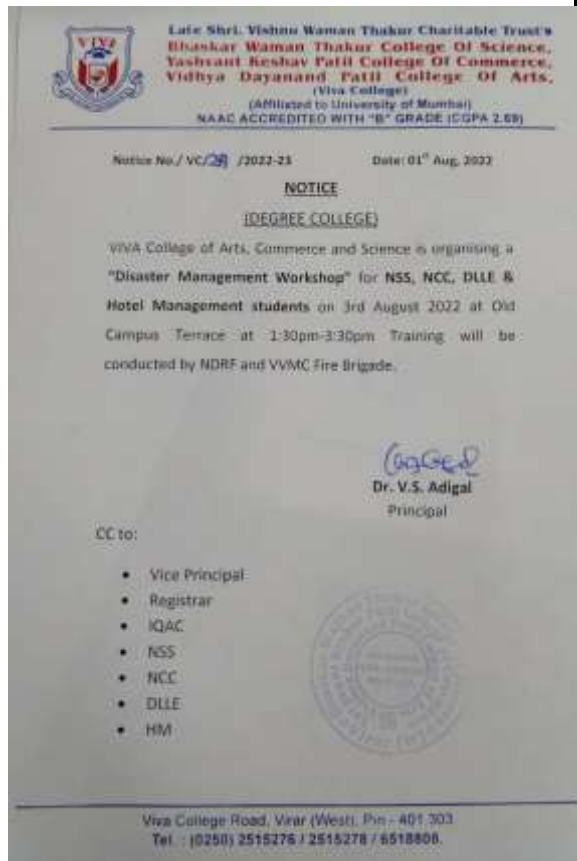 VIVA
Late Shri. Vishnu Waman Thakur Charitable Trust's
Bhaskar Waman Thakur College Of Science,
Yashvant Keshav Patil College Of Commerce,
Vidhya Dayanand Patil College Of Arts,
(Viva College)
(Affiliated to University of Mumbai)
NAAC ACCREDITED WITH "B" GRADE (CGPA 2.69)
Notice No./ VC/ /2022-23 Date: 01st Aug, 2022
NOTICE
(DEGREE COLLEGE)
VIVA College of Arts, Commerce and Science is organising a
"Disaster Management Workshop" for NSS, NCC, DLLE &
Hotel Management students on 3rd August 2022 at Old
Campus Terrace at 1:30pm-3:30pm Training will be
conducted by NDRF and VVMC Fire Brigade.
Dr. V.S. Adigal
Principal
CC to:
• Vice Principal
• Registrar
• IQAC
• NSS
• NCC
• DLLE
• HM
Viva College Road, Virar (West), Pin - 401 303
Tel. : (0250) 2515276 / 2515278 / 6518808.